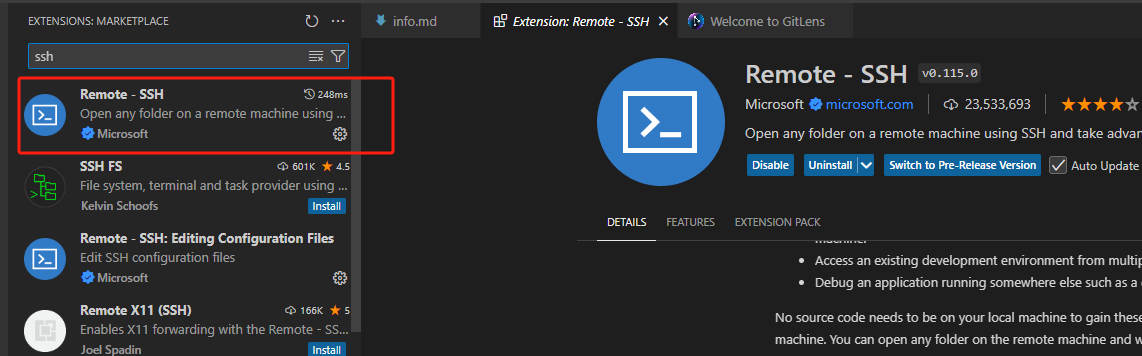 EXTENSIONS: MARKETPLACE
ssh
Remote - SSH 248ms
Open any folder on a remote machine using ...
Microsoft
SSH FS 601K ★ 4.5
File system, terminal and task provider using ...
Kelvin Schoofs Install
Remote - SSH: Editing Configuration Files
Edit SSH configuration files
Microsoft
Remote X11 (SSH) 166K ★ 5
Enables X11 forwarding with the Remote - SS...
Joel Spadin Install
info.md Extension: Remote - SSH Welcome to GitLens
Remote - SSH v0.115.0
Microsoft microsoft.com 23,533,693
Open any folder on a remote machine using SSH and take advan
Disable Uninstall Switch to Pre-Release Version Auto Update
DETAILS FEATURES EXTENSION PACK
machine.
• Access an existing development environment from multip
• Debug an application running somewhere else such as a
No source code needs to be on your local machine to gain these
machine. You can open any folder on the remote machine and w